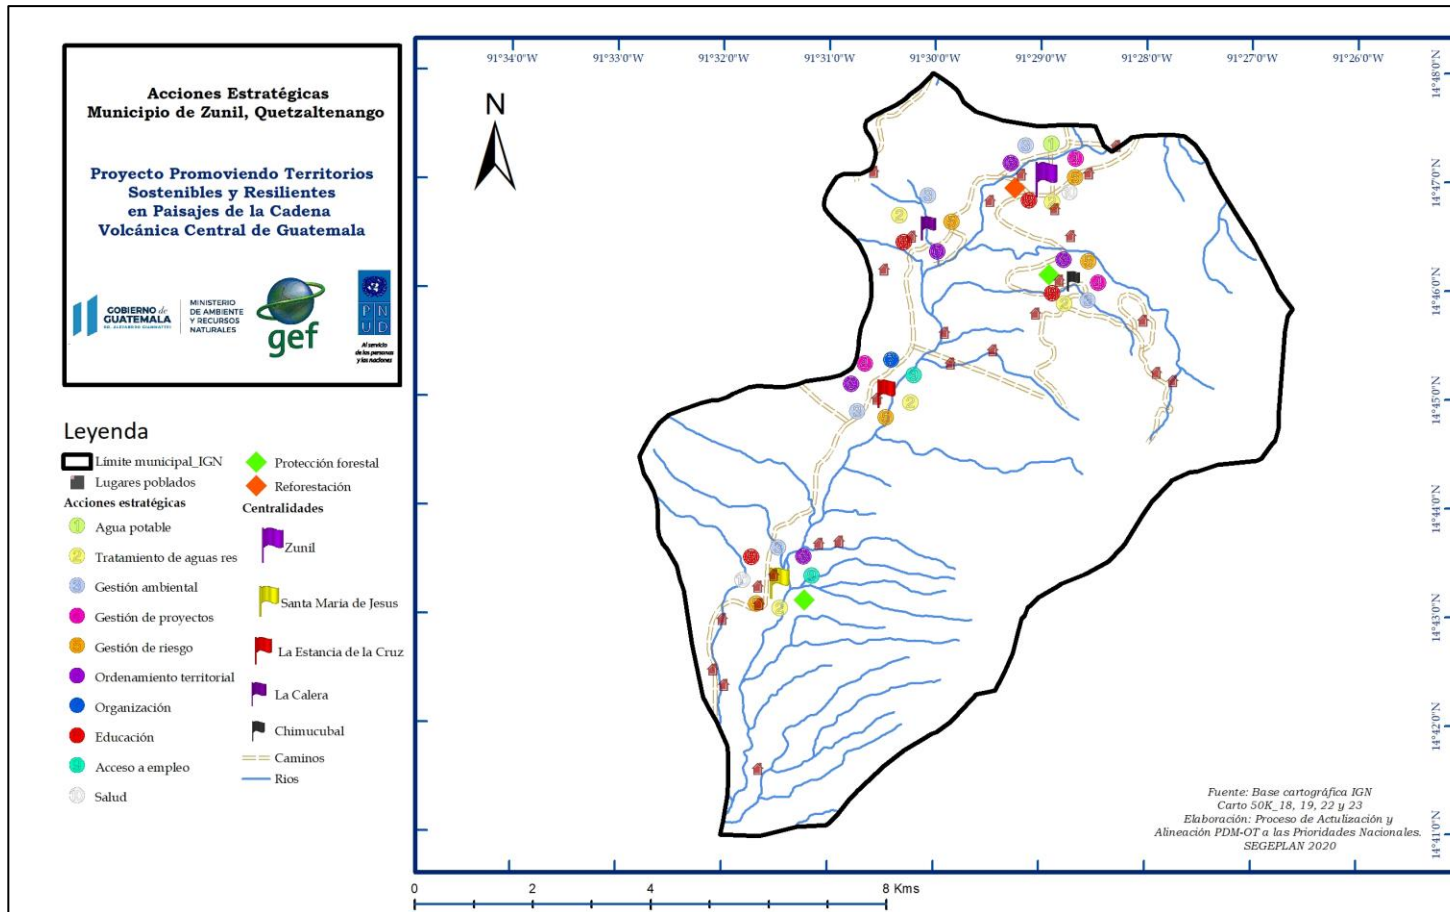 Acciones Estratégicas
Municipio de Zunil, Quetzaltenango
Proyecto Promoviendo Territorios
Sostenibles y Resilientes
en Paisajes de la Cadena
Volcánica Central de Guatemala
GOBIERNO de
GUATEMALA
MINISTERIO
DE AMBIENTE
Y RECURSOS
NATURALES
gef
P N
U D
Al servicio
de las personas
y las naciones
Leyenda
Límite municipal_IGN
Lugares poblados
Acciones estratégicas
1 Agua potable
2 Tratamiento de aguas res
3 Gestión ambiental
Gestión de proyectos
Gestión de riesgo
Ordenamiento territorial
Organización
Educación
Acceso a empleo
Salud
Protección forestal
Reforestación
Centralidades
Zunil
Santa Maria de Jesus
La Estancia de la Cruz
La Calera
Chimucubal
Caminos
Rios
N
91°34'0"W 91°33'0"W 91°32'0"W 91°31'0"W 91°30'0"W 91°29'0"W 91°28'0"W 91°27'0"W 91°26'0"W
14°48'0"N
14°47'0"N
14°46'0"N
14°45'0"N
14°44'0"N
14°43'0"N
14°42'0"N
14°41'0"N
Fuente: Base cartográfica IGN
Carto 50K_18, 19, 22 y 23
Elaboración: Proceso de Actulización y
Alineación PDM-OT a las Prioridades Nacionales.
SEGEPLAN 2020
0 2 4 8 Kms